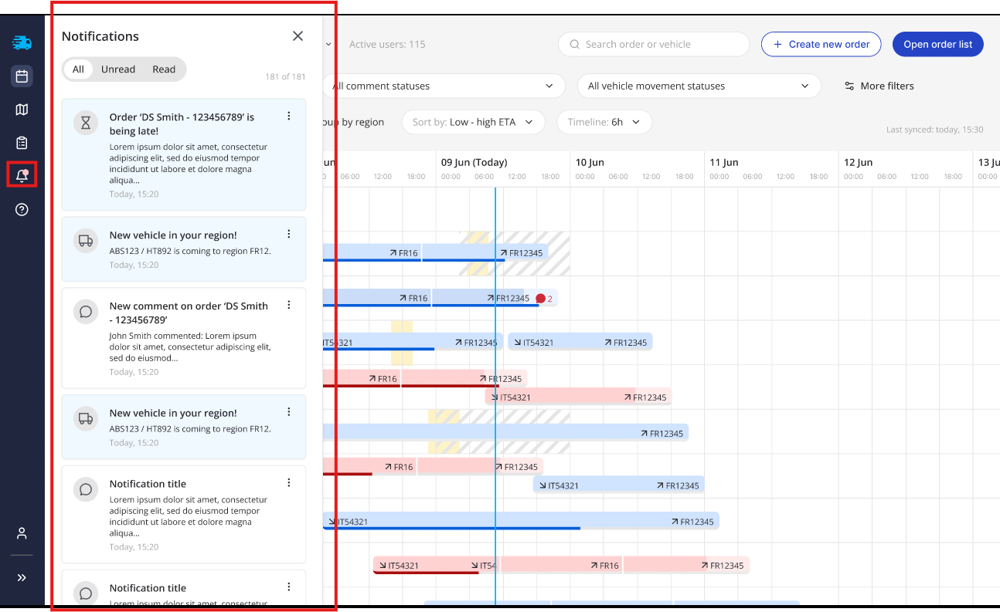 Notifications
All Unread Read
181 of 181
Order ‘DS Smith - 123456789’ is
being late!
Lorem ipsum dolor sit amet, consectetur
adipiscing elit, sed do eiusmod tempor
incididunt ut labore et dolore magna
aliqua...
Today, 15:20
New vehicle in your region!
ABS123 / HT892 is coming to region FR12.
Today, 15:20
New comment on order ‘DS Smith
- 123456789’
John Smith commented: Lorem ipsum
dolor sit amet, consectetur adipiscing elit,
sed do eiusmod...
Today, 15:20
New vehicle in your region!
ABS123 / HT892 is coming to region FR12.
Today, 15:20
Notification title
Lorem ipsum dolor sit amet, consectetur
adipiscing elit, sed do eiusmod tempor
incididunt ut labore et dolore magna
aliqua...
Today, 15:20
Notification title
Lorem ipsum dolor sit amet, consectetur
Active users: 115
Search order or vehicle
Create new order
Open order list
All comment statuses
All vehicle movement statuses
More filters
by region
Sort by: Low - high ETA
Timeline: 6h
Last synced: today, 15:30
09 Jun (Today) 10 Jun 11 Jun 12 Jun 13
06:00 12:00 18:00 00:00 06:00 12:00 18:00 00:00 06:00 12:00 18:00 00:00 06:00 12:00 18:00 00:00 06:00 12:00 18:00 00:00
FR16 FR12345
FR16 FR12345 2
IT54321 FR12345 IT54321 FR12345
FR16 FR12345
IT54321 FR12345
FR12345
FR16 FR12345
IT54321 FR12345
IT54321 FR12345
IT54321 IT54 FR16 FR12345